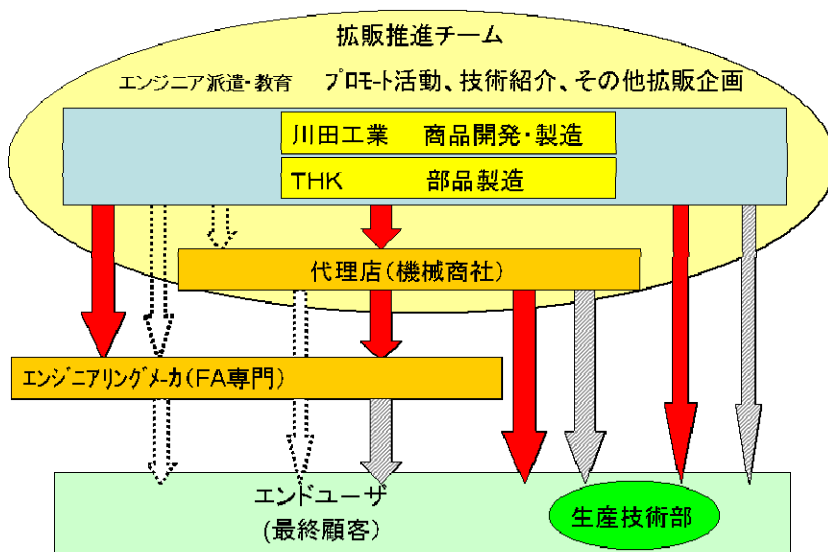 拡販推進チーム
エンジニア派遣・教育 プロモート活動、技術紹介、その他拡販企画
川田工業 商品開発・製造
THK 部品製造
代理店(機械商社)
エンジニアリングメーカ(FA専門)
エンドユーザ
(最終顧客)
生産技術部